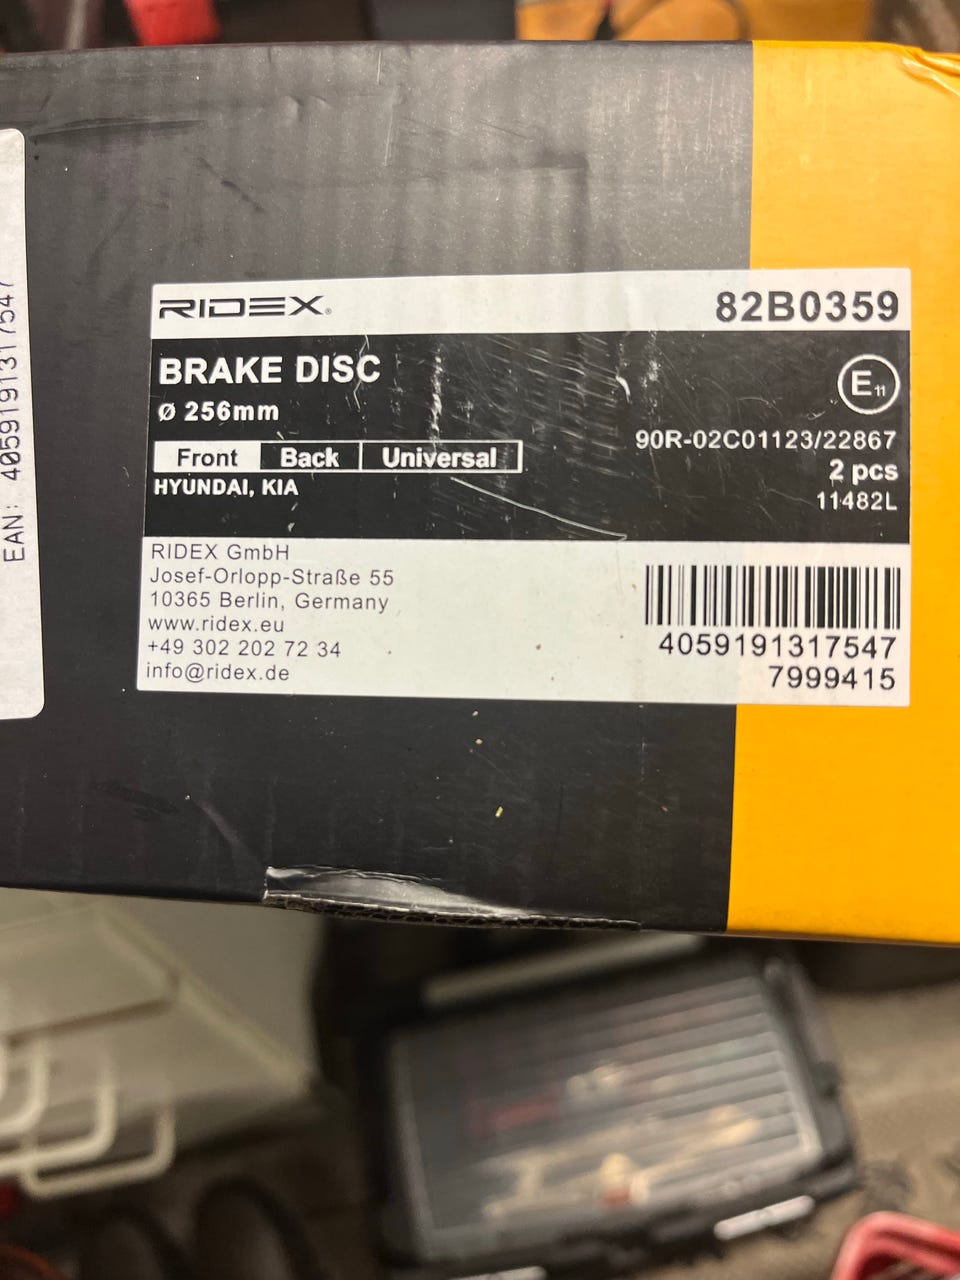 EAN: 4059191317547
RIDEX®
82B0359
BRAKE DISC
Ø 256mm
E11
Front Back Universal
90R-02C01123/22867
HYUNDAI, KIA
2 pcs
11482L
RIDEX GmbH
Josef-Orlopp-Straße 55
10365 Berlin, Germany
www.ridex.eu
+49 302 202 72 34
info@ridex.de
4059191317547
7999415